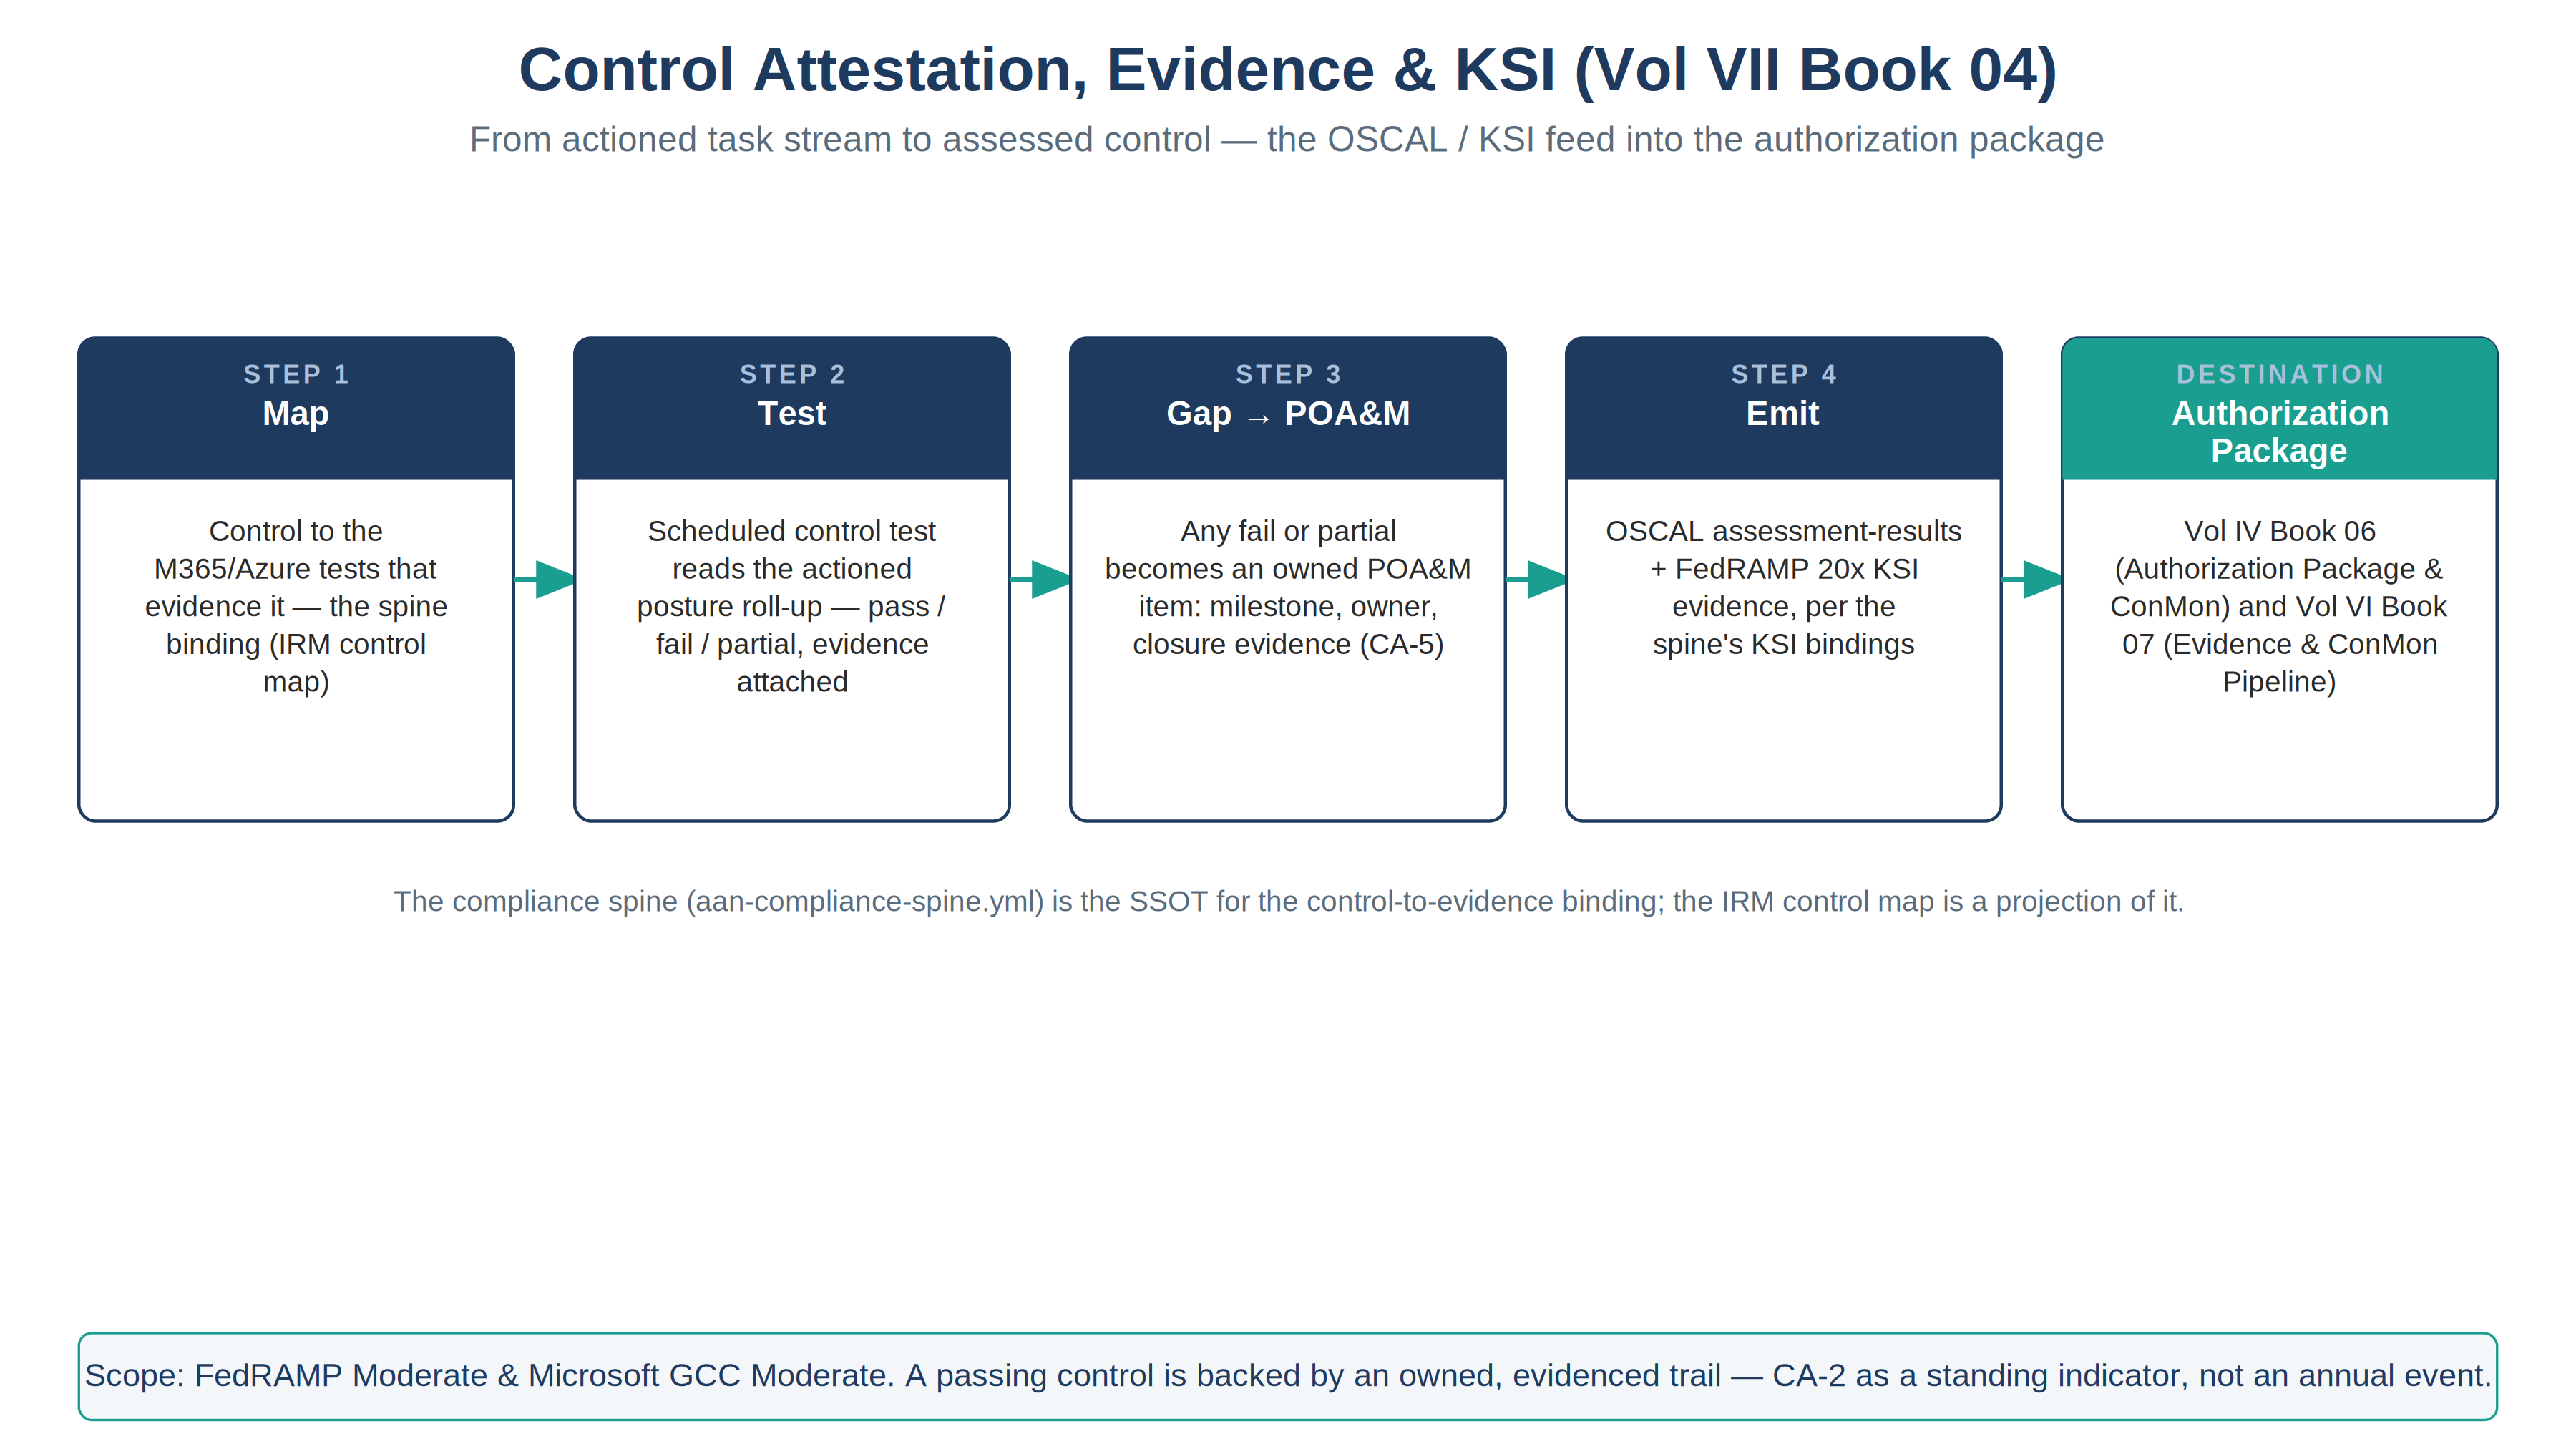 Control Attestation, Evidence & KSI (Vol VII Book 04)
From actioned task stream to assessed control — the OSCAL / KSI feed into the authorization package
STEP 1
Map
Control to the
M365/Azure tests that
evidence it — the spine
binding (IRM control
map)
STEP 2
Test
Scheduled control test
reads the actioned
posture roll-up — pass /
fail / partial, evidence
attached
STEP 3
Gap → POA&M
Any fail or partial
becomes an owned POA&M
item: milestone, owner,
closure evidence (CA-5)
STEP 4
Emit
OSCAL assessment-results
+ FedRAMP 20x KSI
evidence, per the
spine's KSI bindings
DESTINATION
Authorization
Package
Vol IV Book 06
(Authorization Package &
ConMon) and Vol VI Book
07 (Evidence & ConMon
Pipeline)
The compliance spine (aan-compliance-spine.yml) is the SSOT for the control-to-evidence binding; the IRM control map is a projection of it.
Scope: FedRAMP Moderate & Microsoft GCC Moderate. A passing control is backed by an owned, evidenced trail — CA-2 as a standing indicator, not an annual event.